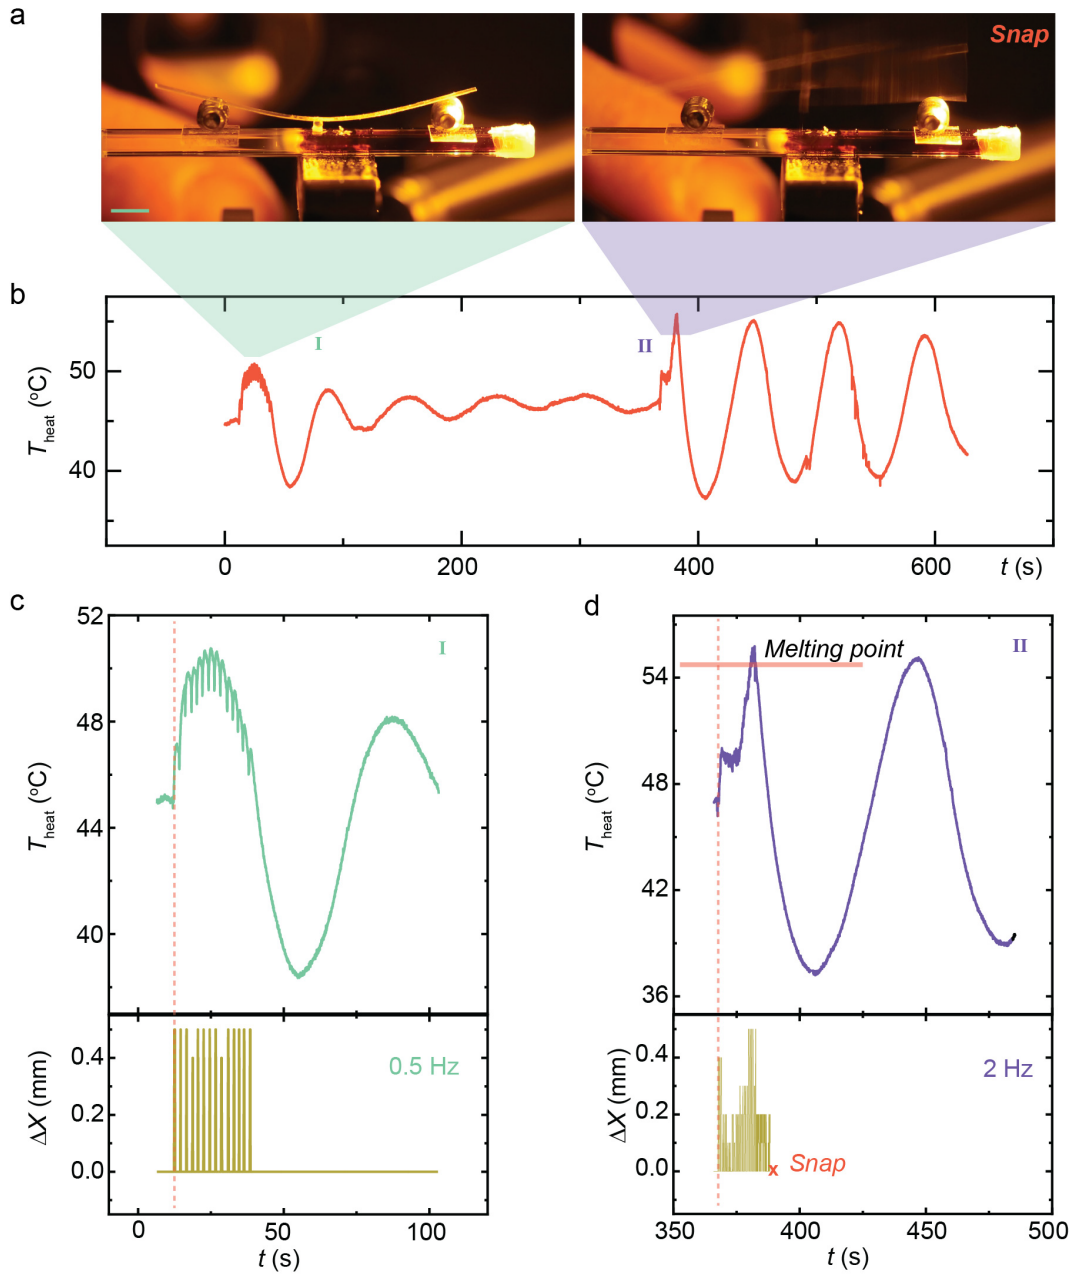 a
Snap
b
I
II
50
40
T heat (°C)
0
200
400
600
t (s)
c
d
52
48
44
40
T heat (°C)
I
54
48
42
36
T heat (°C)
Melting point
II
0.4
0.2
0.0
ΔX (mm)
0.5 Hz
0
50
100
t (s)
0.4
0.2
0.0
ΔX (mm)
2 Hz
x Snap
350
400
450
500
t (s)